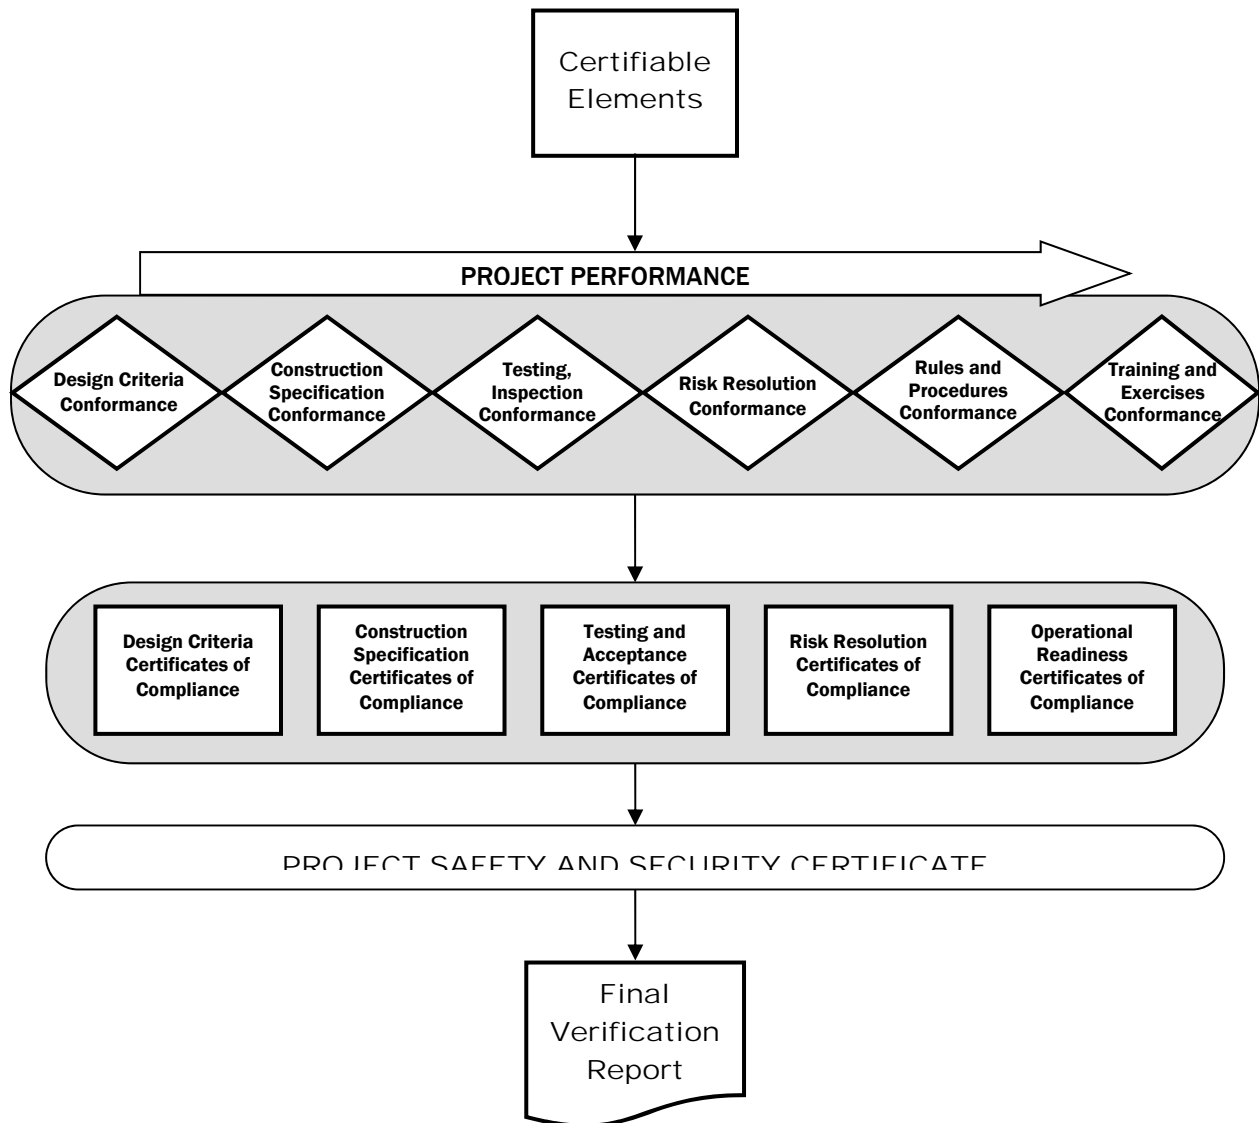 Certifiable
Elements
PROJECT PERFORMANCE
Design Criteria
Conformance
Construction
Specification
Conformance
Testing,
Inspection
Conformance
Risk Resolution
Conformance
Rules and
Procedures
Conformance
Training and
Exercises
Conformance
Design Criteria
Certificates of
Compliance
Construction
Specification
Certificates of
Compliance
Testing and
Acceptance
Certificates of
Compliance
Risk Resolution
Certificates of
Compliance
Operational
Readiness
Certificates of
Compliance
PROJECT SAFETY AND SECURITY CERTIFICATE
Final
Verification
Report